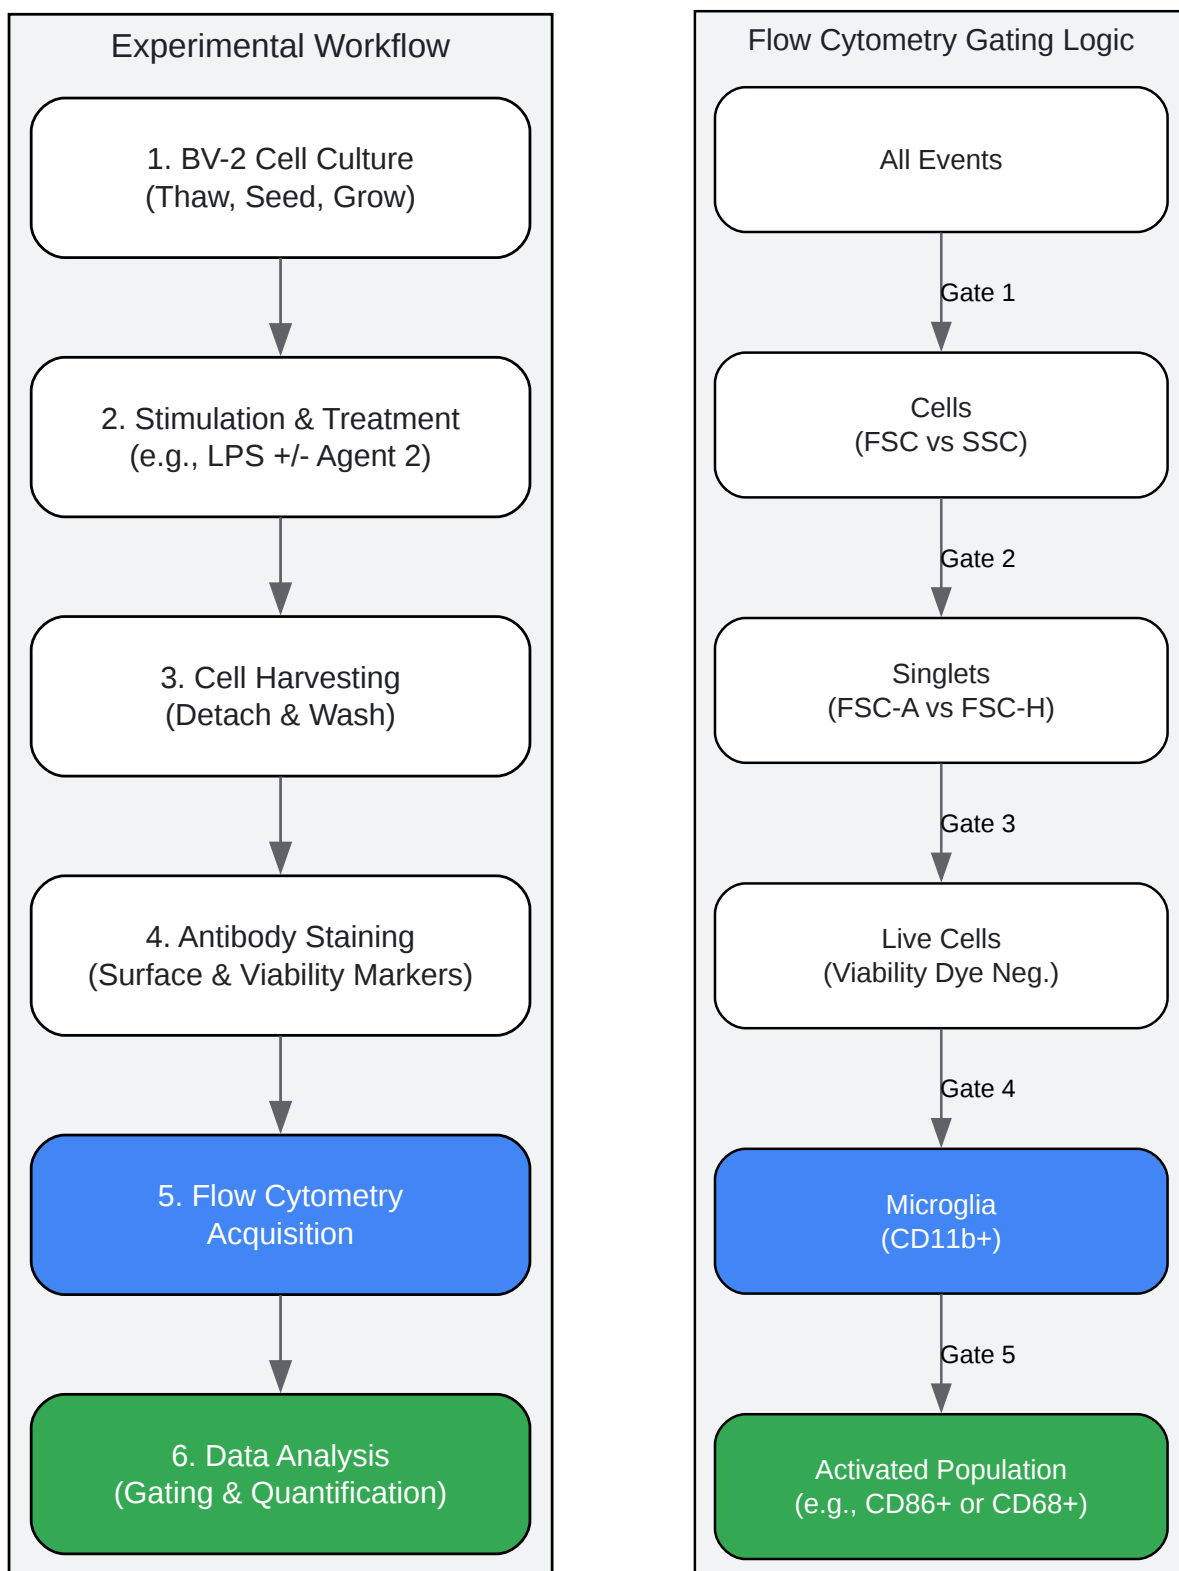 Experimental Workflow
1. BV-2 Cell Culture
(Thaw, Seed, Grow)
2. Stimulation & Treatment
(e.g., LPS +/- Agent 2)
3. Cell Harvesting
(Detach & Wash)
4. Antibody Staining
(Surface & Viability Markers)
5. Flow Cytometry
Acquisition
6. Data Analysis
(Gating & Quantification)
Flow Cytometry Gating Logic
All Events
Gate 1
Cells
(FSC vs SSC)
Gate 2
Singlets
(FSC-A vs FSC-H)
Gate 3
Live Cells
(Viability Dye Neg.)
Gate 4
Microglia
(CD11b+)
Gate 5
Activated Population
(e.g., CD86+ or CD68+)